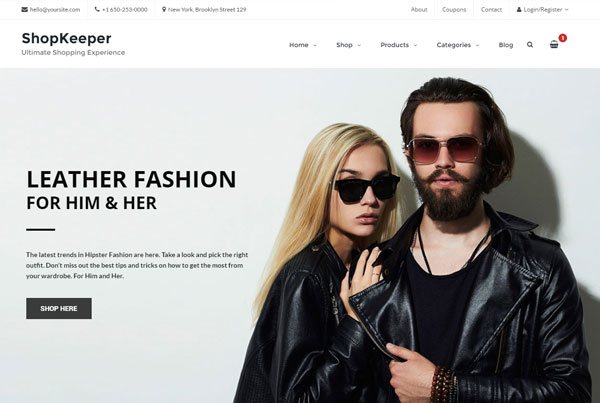 hello@yoursite.com +1 650-253-0000 New York, Brooklyn Street 129 About Coupons Contact Login/Register
ShopKeeper
Ultimate Shopping Experience
Home Shop Products Categories Blog 1
LEATHER FASHION
FOR HIM & HER
The latest trends in Hipster Fashion are here. Take a look and pick the right
outfit. Don't miss out the best tips and tricks on how to get the most from
your wardrobe. For Him and Her.
SHOP HERE